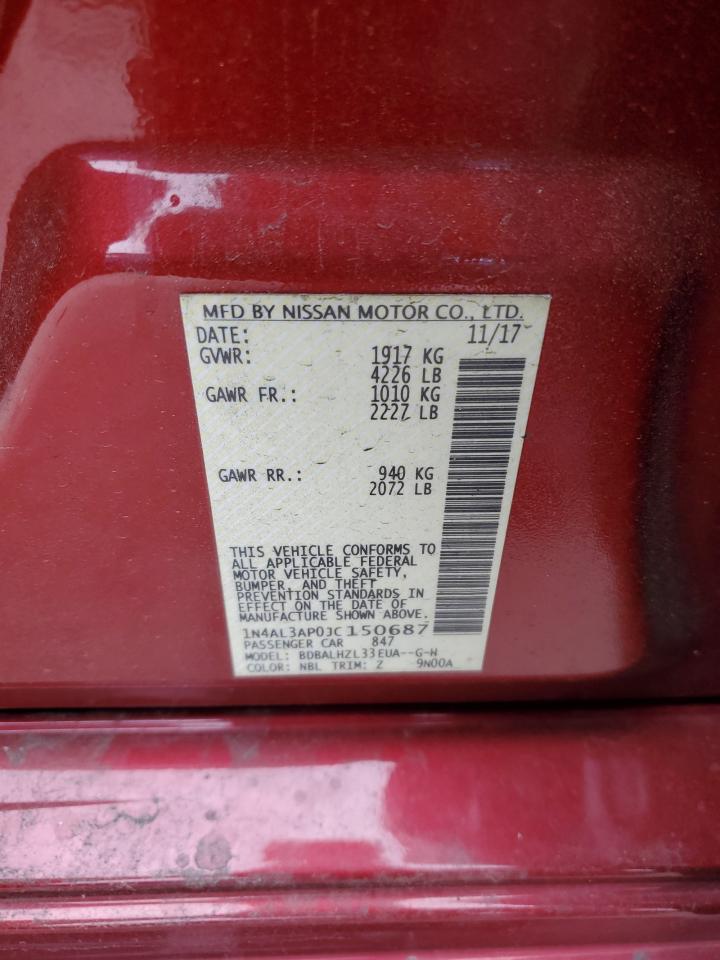 MFD BY NISSAN MOTOR CO., LTD.
DATE: 11/17
GVWR: 1917 KG
4226 LB
GAWR FR.: 1010 KG
2227 LB
GAWR RR.: 940 KG
2072 LB
THIS VEHICLE CONFORMS TO
ALL APPLICABLE FEDERAL
MOTOR VEHICLE SAFETY,
BUMPER, AND THEFT
PREVENTION STANDARDS IN
EFFECT ON THE DATE OF
MANUFACTURE SHOWN ABOVE.
1N4AL3AP0JC150687
PASSENGER CAR 847
MODEL: BDBALHZL33EUA--G-H
COLOR: NBL TRIM: Z 9N00A